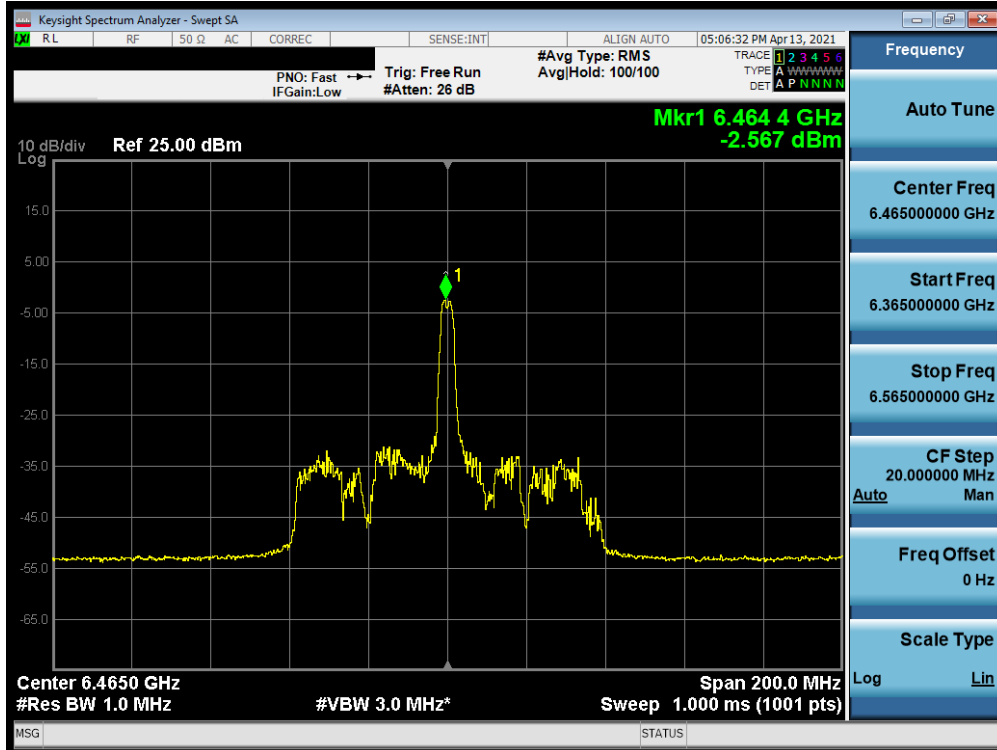 Keysight Spectrum Analyzer - Swept SA
LXI RL RF 50 Ω AC CORREC SENSE:INT ALIGN AUTO 05:06:32 PM Apr 13, 2021
PNO: Fast Trig: Free Run #Avg Type: RMS TRACE 1 2 3 4 5 6
IFGain:Low #Atten: 26 dB Avg|Hold: 100/100 TYPE A WWWWW
DET A P N N N N
Mkr1 6.464 4 GHz
-2.567 dBm
10 dB/div Ref 25.00 dBm
Log
15.0
5.00
1
-5.00
-15.0
-25.0
-35.0
-45.0
-55.0
-65.0
Center 6.4650 GHz Span 200.0 MHz
#Res BW 1.0 MHz #VBW 3.0 MHz* Sweep 1.000 ms (1001 pts)
MSG STATUS
Frequency
Auto Tune
Center Freq
6.465000000 GHz
Start Freq
6.365000000 GHz
Stop Freq
6.565000000 GHz
CF Step
20.000000 MHz
Auto Man
Freq Offset
0 Hz
Scale Type
Log Lin